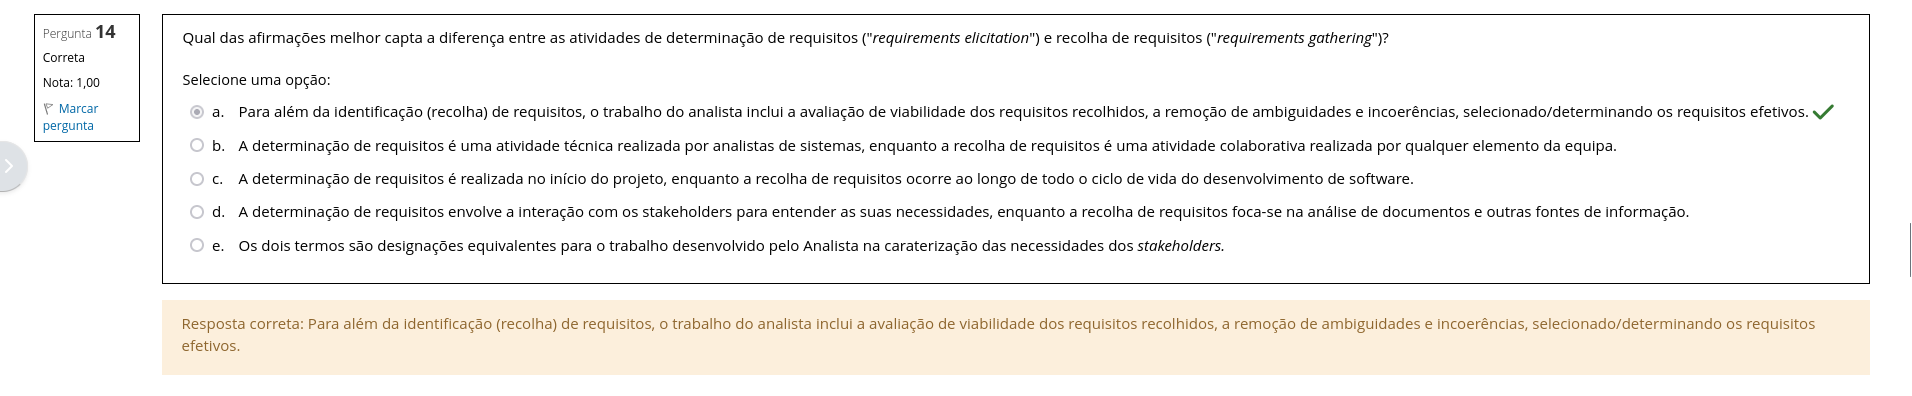 Pergunta 14
Correta
Nota: 1,00
Marcar
pergunta
Qual das afirmações melhor capta a diferença entre as atividades de determinação de requisitos ("requirements elicitation") e recolha de requisitos ("requirements gathering")?
Selecione uma opção:
a. Para além da identificação (recolha) de requisitos, o trabalho do analista inclui a avaliação de viabilidade dos requisitos recolhidos, a remoção de ambiguidades e incoerências, selecionado/determinando os requisitos efetivos.
b. A determinação de requisitos é uma atividade técnica realizada por analistas de sistemas, enquanto a recolha de requisitos é uma atividade colaborativa realizada por qualquer elemento da equipa.
c. A determinação de requisitos é realizada no início do projeto, enquanto a recolha de requisitos ocorre ao longo de todo o ciclo de vida do desenvolvimento de software.
d. A determinação de requisitos envolve a interação com os stakeholders para entender as suas necessidades, enquanto a recolha de requisitos foca-se na análise de documentos e outras fontes de informação.
e. Os dois termos são designações equivalentes para o trabalho desenvolvido pelo Analista na caraterização das necessidades dos stakeholders.
Resposta correta: Para além da identificação (recolha) de requisitos, o trabalho do analista inclui a avaliação de viabilidade dos requisitos recolhidos, a remoção de ambiguidades e incoerências, selecionado/determinando os requisitos
efetivos.